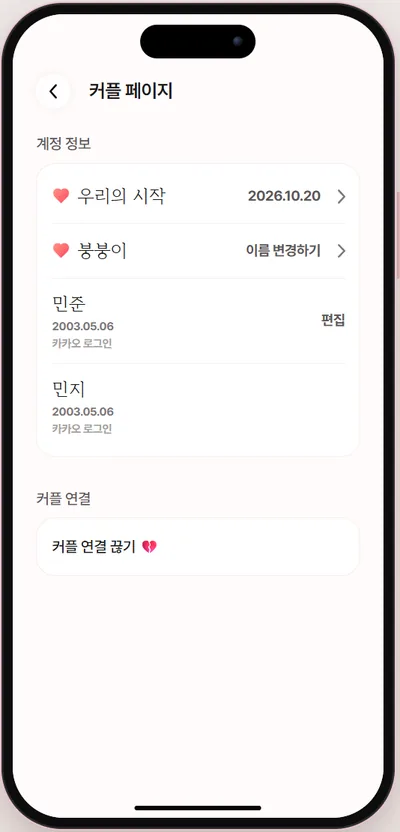 커플 페이지
계정 정보
우리의 시작 2026.10.20
붕붕이 이름 변경하기
민준
2003.05.06
카카오 로그인
편집
민지
2003.05.06
카카오 로그인
커플 연결
커플 연결 끊기